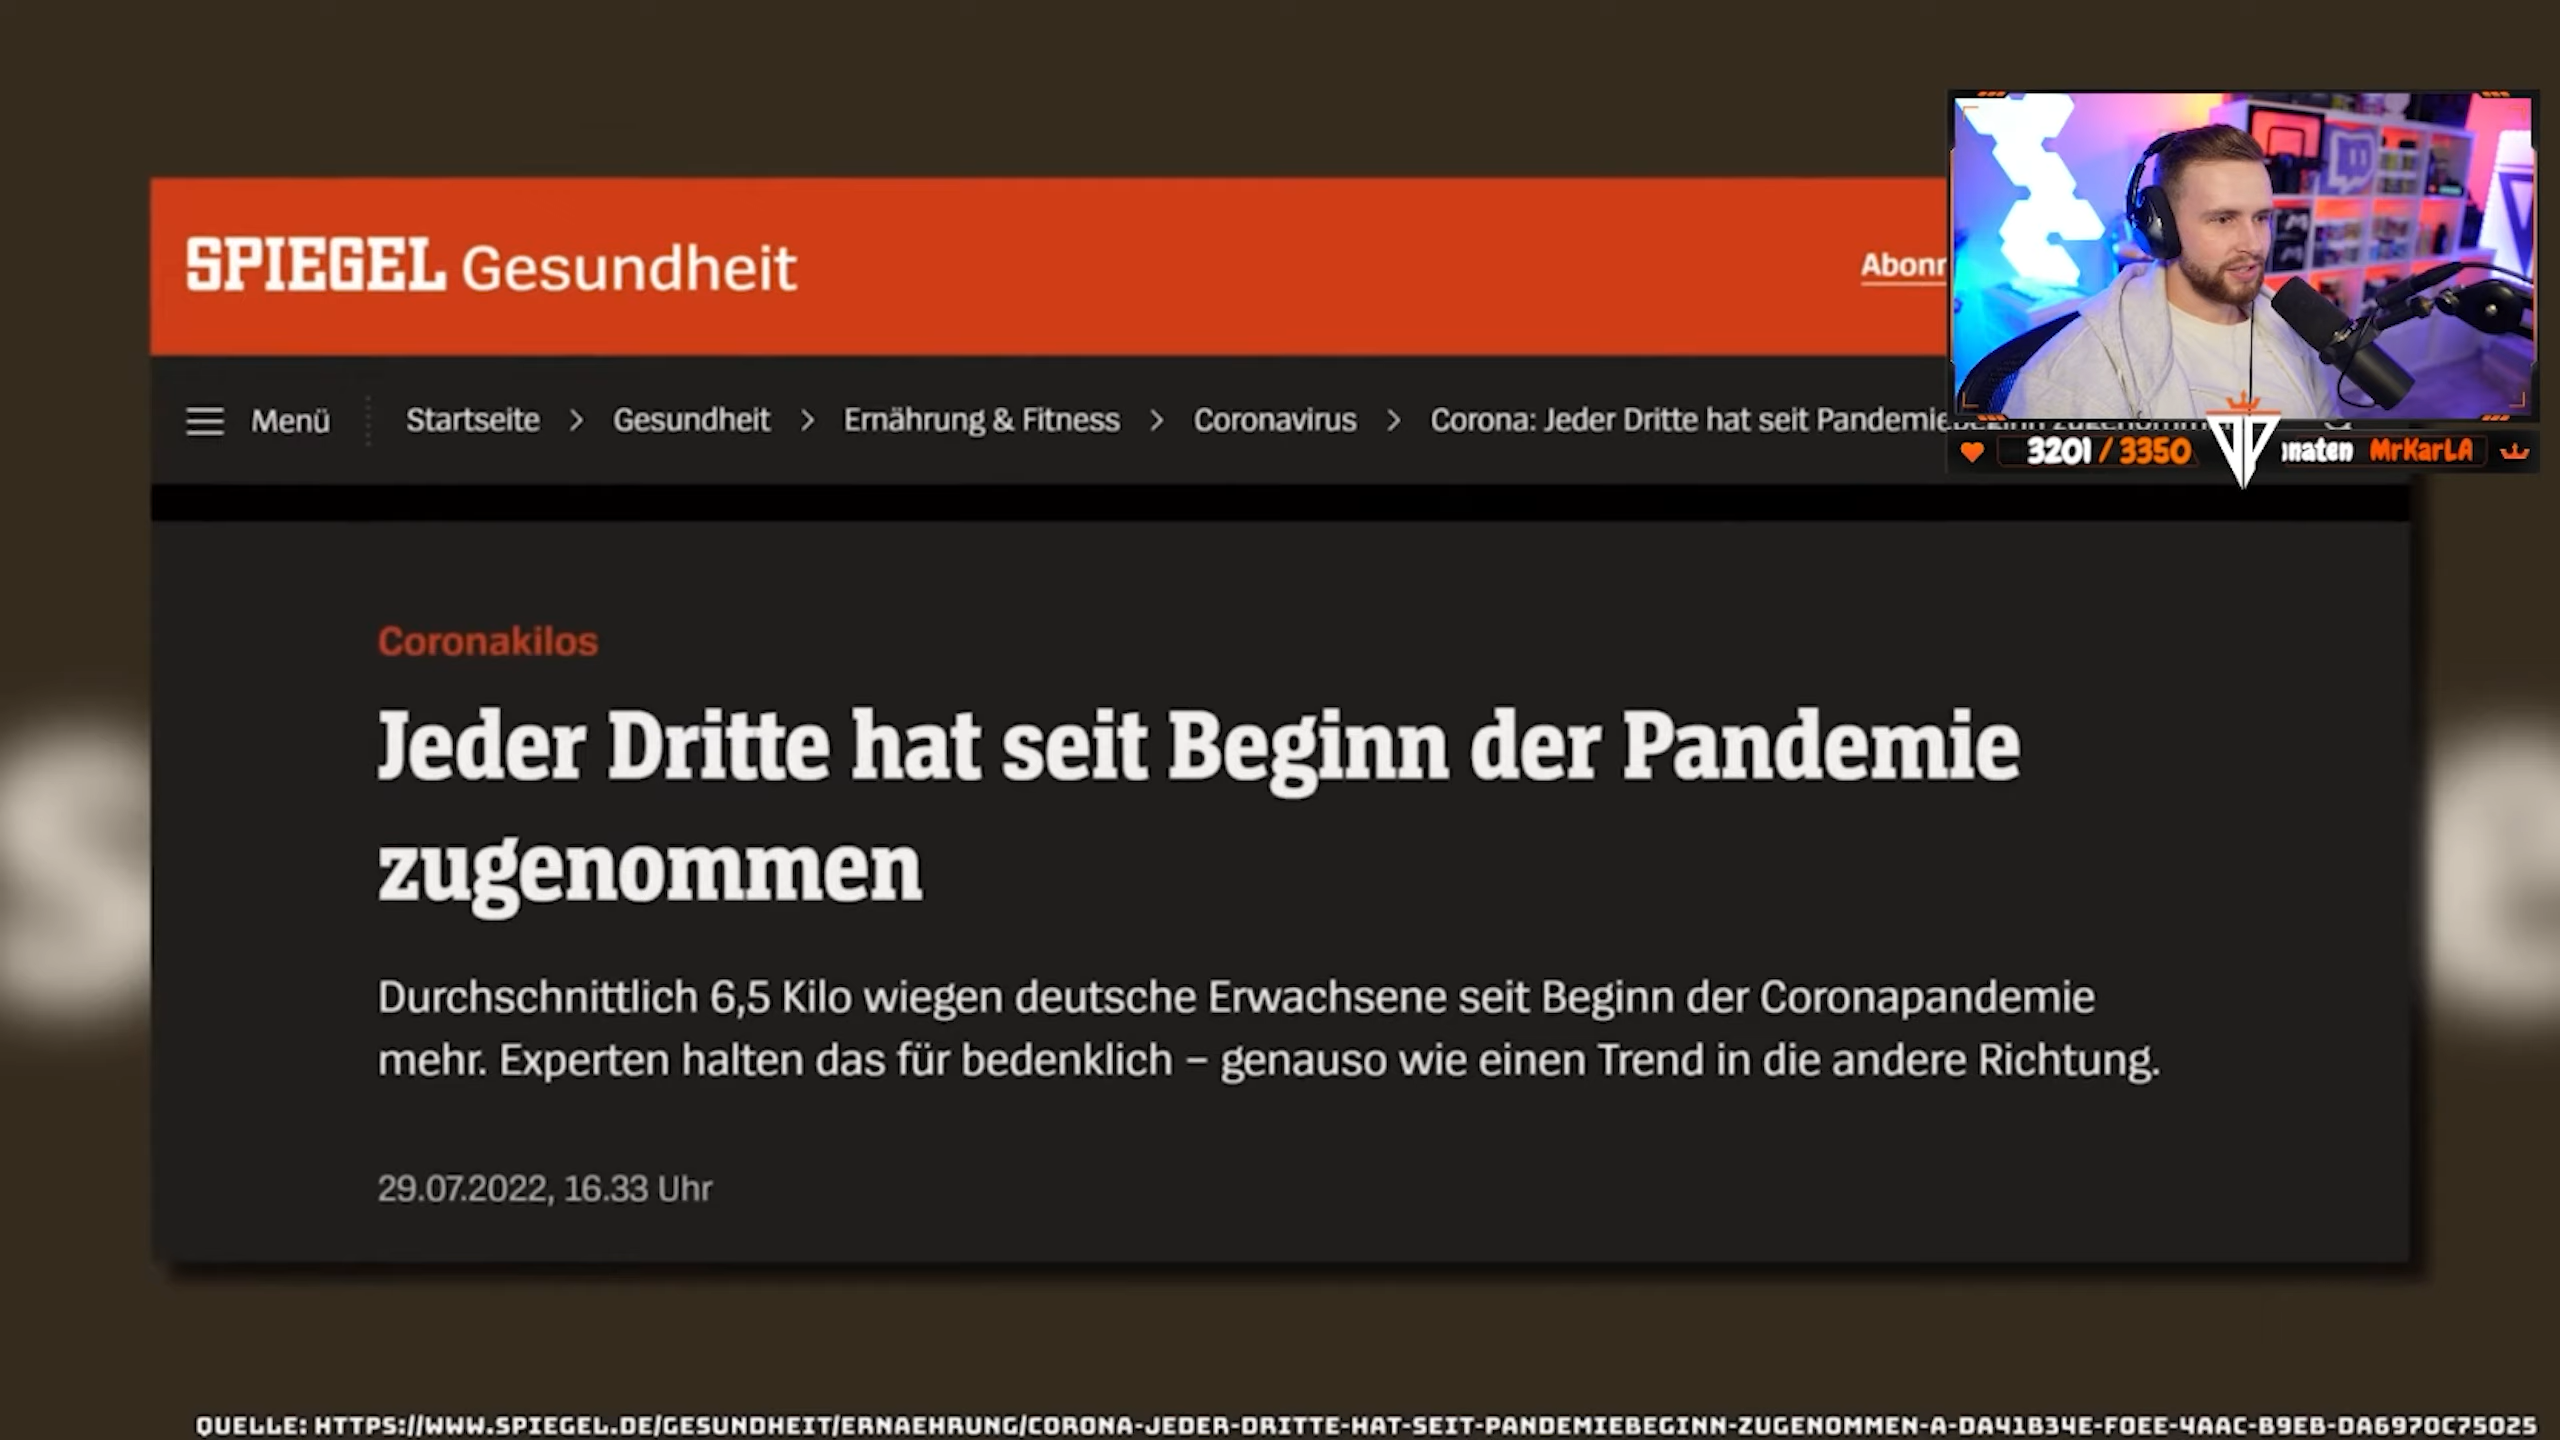 SPIEGEL Gesundheit
Menü
Startseite > Gesundheit > Ernährung & Fitness > Coronavirus > Corona: Jeder Dritte hat seit Pandemiebeginn
3201 / 3350
MrKarLA
Coronakilos
Jeder Dritte hat seit Beginn der Pandemie
zugenommen
Durchschnittlich 6,5 Kilo wiegen deutsche Erwachsene seit Beginn der Coronapandemie
mehr. Experten halten das für bedenklich – genauso wie einen Trend in die andere Richtung.
29.07.2022, 16.33 Uhr
QUELLE: HTTPS://WWW.SPIEGEL.DE/GESUNDHEIT/ERNAEHRUNG/CORONA-JEDER-DRITTE-HAT-SEIT-PANDEMIEBEGINN-ZUGENOMMEN-A-DA41B34E-F0EE-4AAC-B9EB-DA6970C75025